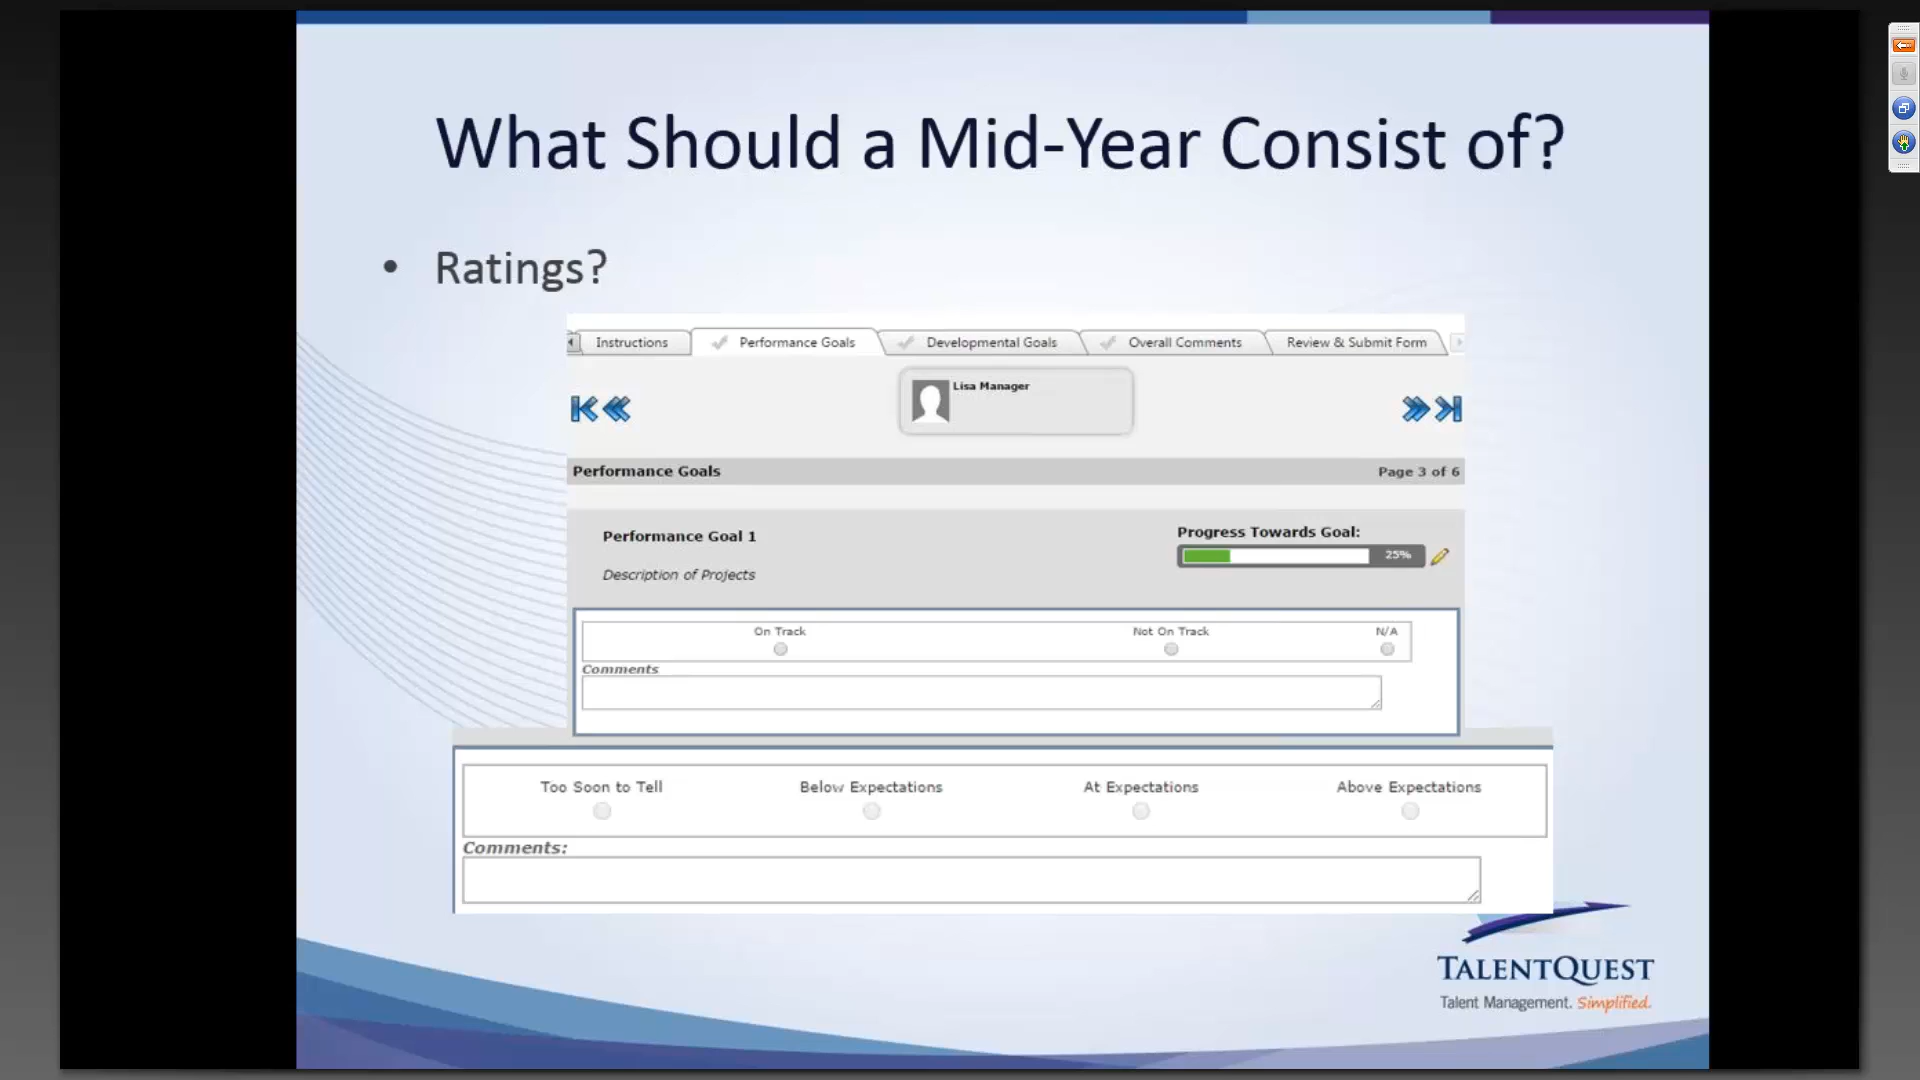 What Should a Mid-Year Consist of?
• Ratings?
Instructions Performance Goals Developmental Goals Overall Comments Review & Submit Form
Lisa Manager
Performance Goals Page 3 of 6
Performance Goal 1 Progress Towards Goal:
25%
Description of Projects
On Track Not On Track N/A
Comments
Too Soon to Tell Below Expectations At Expectations Above Expectations
Comments:
TALENTQUEST
Talent Management. Simplified.